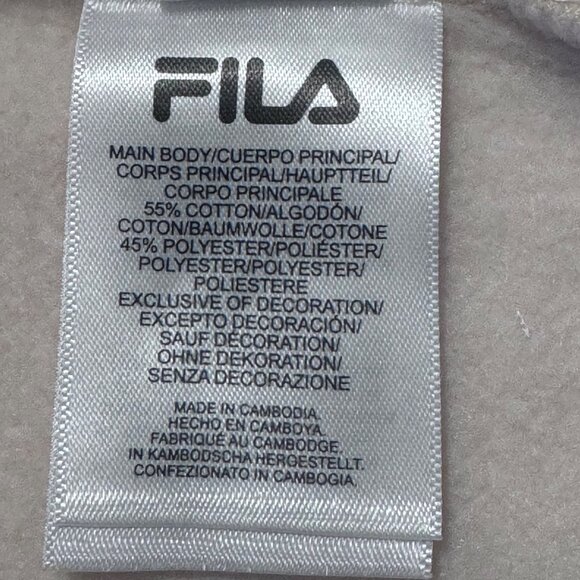 FILA
MAIN BODY/CUERPO PRINCIPAL/
CORPS PRINCIPAL/HAUPTTEIL/
CORPO PRINCIPALE
55% COTTON/ALGODÓN/
COTON/BAUMWOLLE/COTONE
45% POLYESTER/POLIÉSTER/
POLYESTER/POLYESTER/
POLIESTERE
EXCLUSIVE OF DECORATION/
EXCEPTO DECORACIÓN/
SAUF DÉCORATION/
OHNE DEKORATION/
SENZA DECORAZIONE
MADE IN CAMBODIA.
HECHO EN CAMBOYA.
FABRIQUÉ AU CAMBODGE.
IN KAMBODSCHA HERGESTELLT.
CONFEZIONATO IN CAMBOGIA.